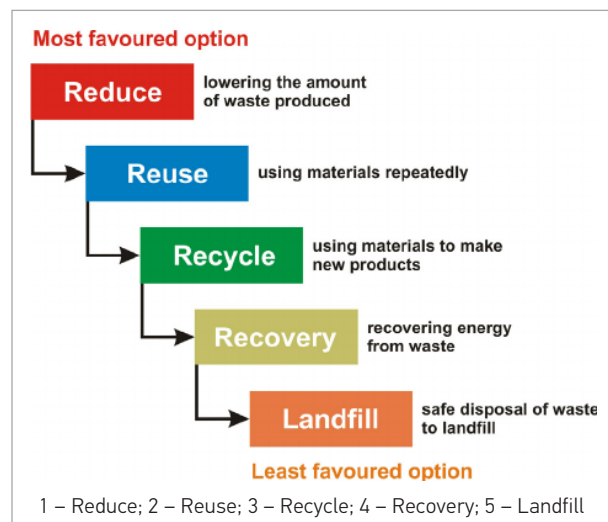 Most favoured option
Reduce
lowering the amount
of waste produced
Reuse
using materials repeatedly
Recycle
using materials to make
new products
Recovery
recovering energy
from waste
Landfill
safe disposal of waste
to landfill
Least favoured option
1 – Reduce; 2 – Reuse; 3 – Recycle; 4 – Recovery; 5 – Landfill